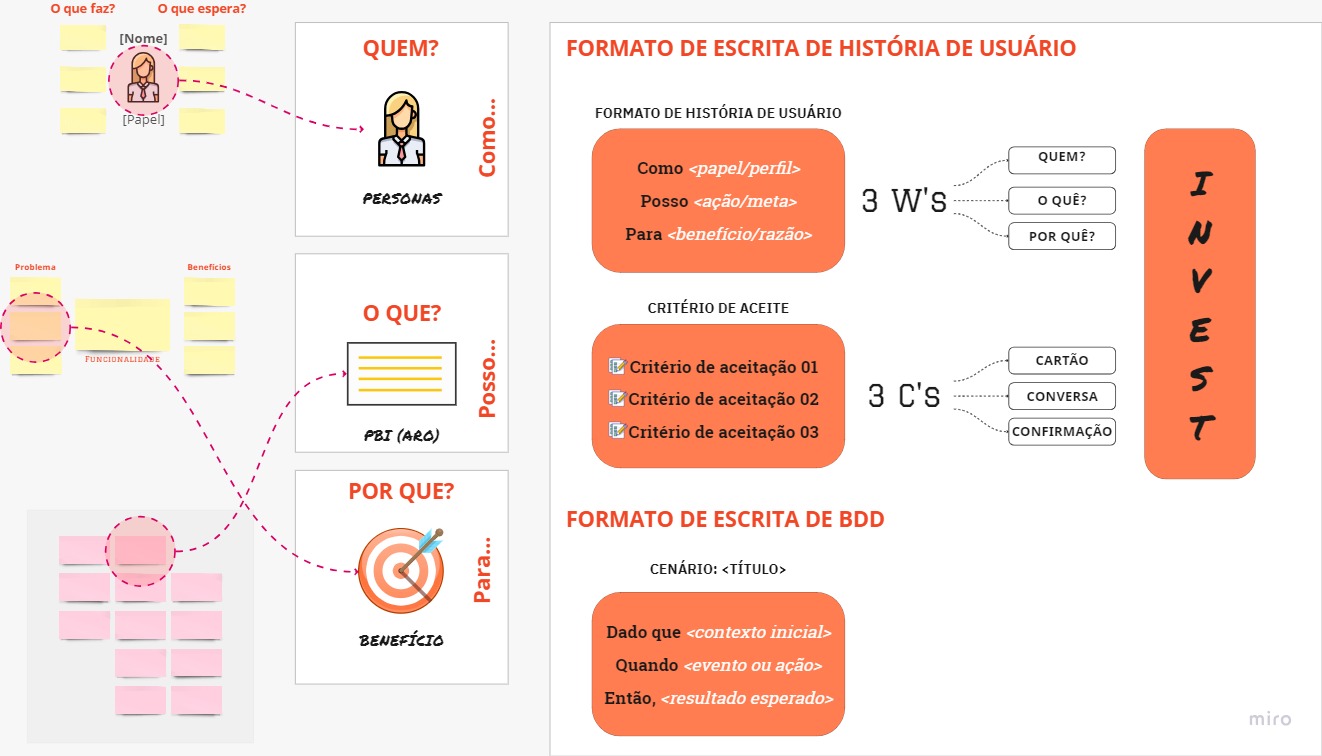 O que faz?
O que espera?
[Nome]
[Papel]
QUEM?
Como...
PERSONAS
Problema
Benefícios
Funcionalidade
O QUE?
Posso...
PBI (ARO)
POR QUE?
Para...
BENEFÍCIO
FORMATO DE ESCRITA DE HISTÓRIA DE USUÁRIO
FORMATO DE HISTÓRIA DE USUÁRIO
Como <papel/perfil>
Posso <ação/meta>
Para <benefício/razão>
3 W's
QUEM?
O QUÊ?
POR QUÊ?
CRITÉRIO DE ACEITE
Critério de aceitação 01
Critério de aceitação 02
Critério de aceitação 03
3 C's
CARTÃO
CONVERSA
CONFIRMAÇÃO
I
N
V
E
S
T
FORMATO DE ESCRITA DE BDD
CENÁRIO: <TÍTULO>
Dado que <contexto inicial>
Quando <evento ou ação>
Então, <resultado esperado>
miro